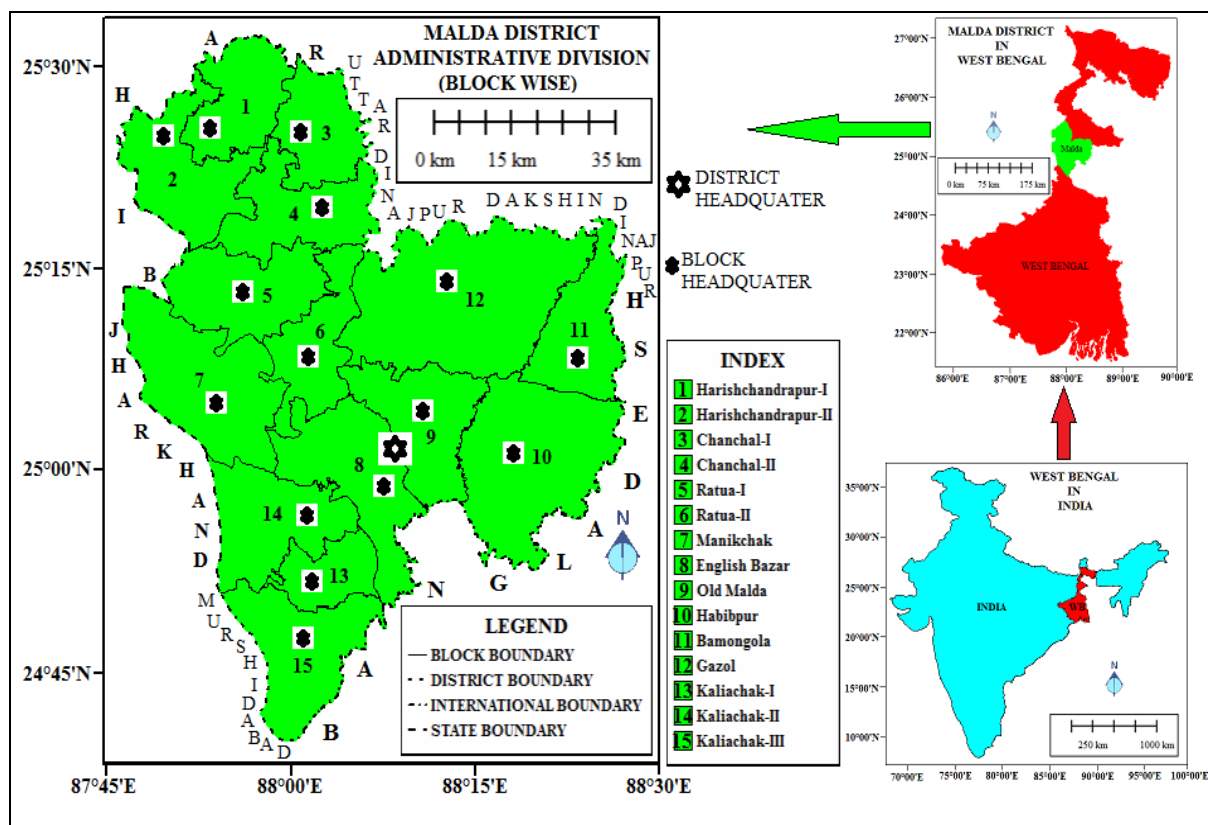 MALDA DISTRICT
ADMINISTRATIVE DIVISION
(BLOCK WISE)
0 km 15 km 35 km
25°30'N
25°15'N
25°00'N
24°45'N
87°45'E 88°00'E 88°15'E 88°30'E
BIHAR
UTTAR DINAJPUR
DAKSHIN DINAJPUR
JHARKHAND
MURSHIDABAD
BANGLADESH
1
2
3
4
5
6
7
8
9
10
11
12
13
14
15
N
LEGEND
BLOCK BOUNDARY
DISTRICT BOUNDARY
INTERNATIONAL BOUNDARY
STATE BOUNDARY
DISTRICT
HEADQUATER
BLOCK
HEADQUATER
INDEX
1 Harishchandrapur-I
2 Harishchandrapur-II
3 Chanchal-I
4 Chanchal-II
5 Ratua-I
6 Ratua-II
7 Manikchak
8 English Bazar
9 Old Malda
10 Habibpur
11 Bamongola
12 Gazol
13 Kaliachak-I
14 Kaliachak-II
15 Kaliachak-III
MALDA DISTRICT
IN
WEST BENGAL
N
0 km 75 km 175 km
Malda
WEST BENGAL
27°00'N
26°00'N
25°00'N
24°00'N
23°00'N
22°00'N
86°00'E 87°00'E 88°00'E 89°00'E 90°00'E
WEST BENGAL
IN
INDIA
INDIA
WB
N
250 km 1000 km
35°00'N
30°00'N
25°00'N
20°00'N
15°00'N
10°00'N
70°00'E 75°00'E 80°00'E 85°00'E 90°00'E 95°00'E 100°00'E